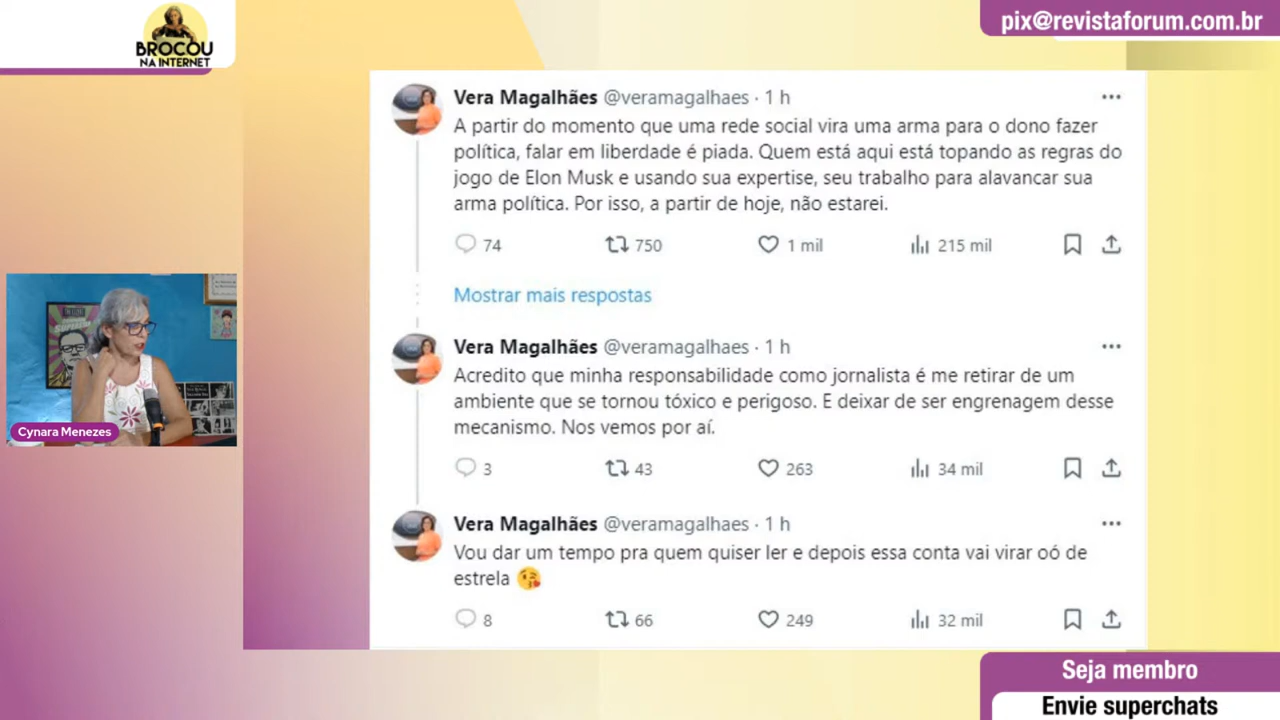 BROCOU
NA INTERNET
pix@revistaforum.com.br
Vera Magalhães @veramagalhaes · 1 h
A partir do momento que uma rede social vira uma arma para o dono fazer
política, falar em liberdade é piada. Quem está aqui está topando as regras do
jogo de Elon Musk e usando sua expertise, seu trabalho para alavancar sua
arma política. Por isso, a partir de hoje, não estarei.
74 750 1 mil 215 mil
Mostrar mais respostas
Vera Magalhães @veramagalhaes · 1 h
Acredito que minha responsabilidade como jornalista é me retirar de um
ambiente que se tornou tóxico e perigoso. E deixar de ser engrenagem desse
mecanismo. Nos vemos por aí.
3 43 263 34 mil
Vera Magalhães @veramagalhaes · 1 h
Vou dar um tempo pra quem quiser ler e depois essa conta vai virar oó de
estrela 😘
8 66 249 32 mil
Cynara Menezes
Seja membro
Envie superchats